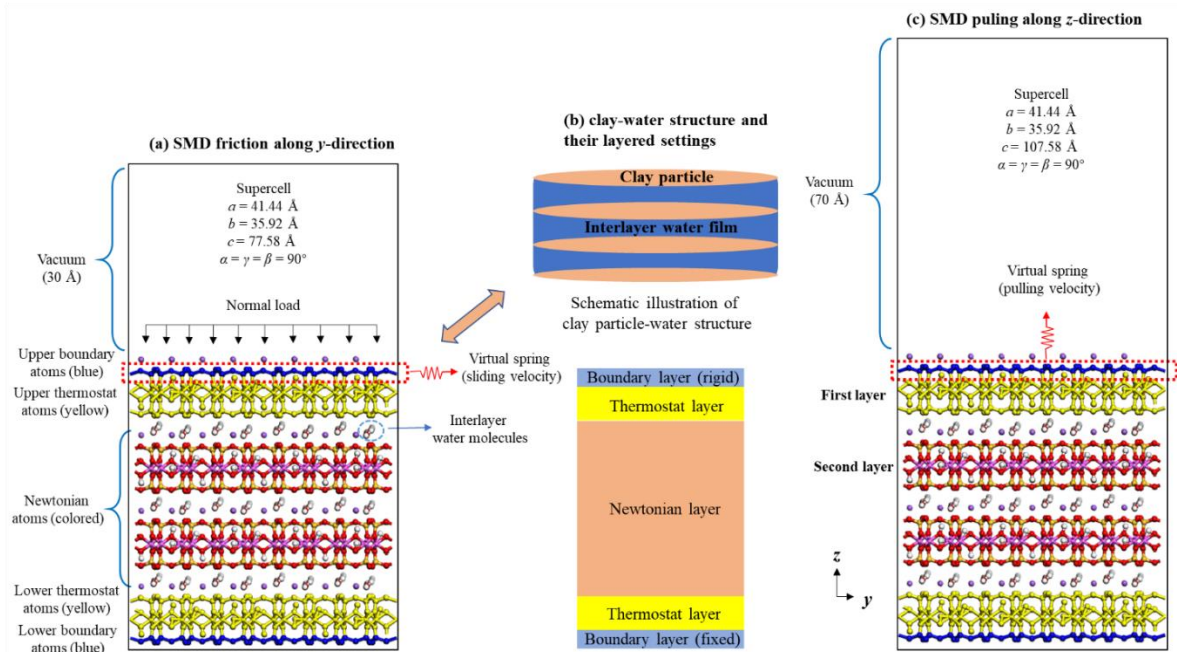 (a) SMD friction along y-direction
Supercell
a = 41.44 Å
b = 35.92 Å
c = 77.58 Å
α = γ = β = 90°
Vacuum
(30 Å)
Normal load
Upper boundary
atoms (blue)
Upper thermostat
atoms (yellow)
Newtonian
atoms (colored)
Lower thermostat
atoms (yellow)
Lower boundary
atoms (blue)
Virtual spring
(sliding velocity)
Interlayer
water molecules
(b) clay-water structure and
their layered settings
Clay particle
Interlayer water film
Schematic illustration of
clay particle-water structure
Boundary layer (rigid)
Thermostat layer
Newtonian layer
Thermostat layer
Boundary layer (fixed)
(c) SMD puling along z-direction
Supercell
a = 41.44 Å
b = 35.92 Å
c = 107.58 Å
α = γ = β = 90°
Vacuum
(70 Å)
Virtual spring
(pulling velocity)
First layer
Second layer
z
y